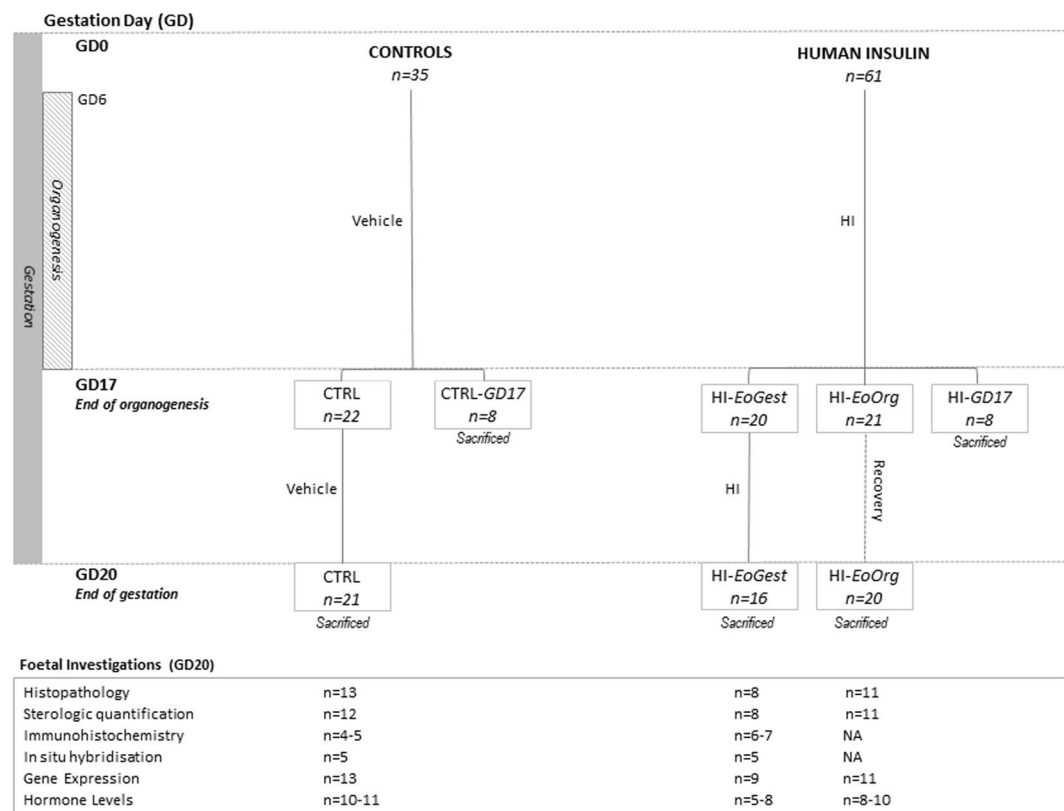 Gestation Day (GD)
GD0
CONTROLS
n=35
HUMAN INSULIN
n=61
GD6
Organogenesis
Gestation
Vehicle
HI
GD17
End of organogenesis
CTRL
n=22
CTRL-GD17
n=8
Sacrificed
HI-EoGest
n=20
HI-EoOrg
n=21
HI-GD17
n=8
Sacrificed
Vehicle
HI
Recovery
GD20
End of gestation
CTRL
n=21
Sacrificed
HI-EoGest
n=16
Sacrificed
HI-EoOrg
n=20
Sacrificed
Foetal Investigations (GD20)
Histopathology n=13 n=8 n=11
Sterologic quantification n=12 n=8 n=11
Immunohistochemistry n=4-5 n=6-7 NA
In situ hybridisation n=5 n=5 NA
Gene Expression n=13 n=9 n=11
Hormone Levels n=10-11 n=5-8 n=8-10